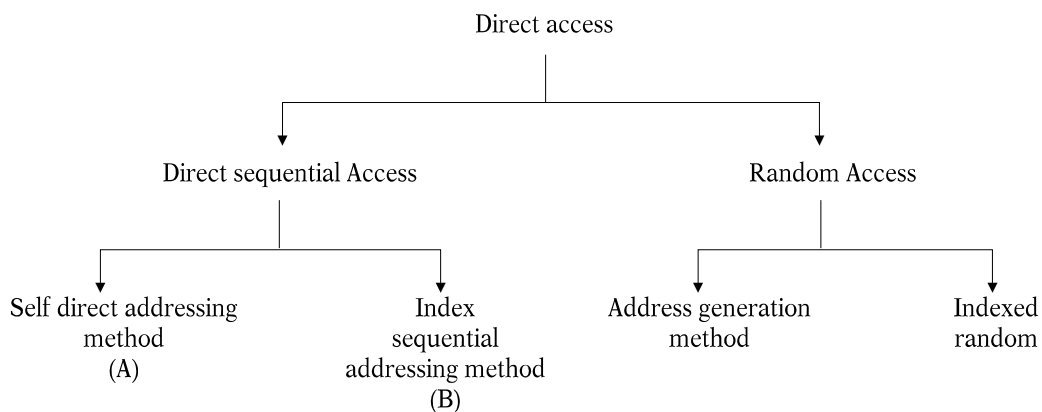 Direct access
Direct sequential Access
Random Access
Self direct addressing
method
(A)
Index
sequential
addressing method
(B)
Address generation
method
Indexed
random